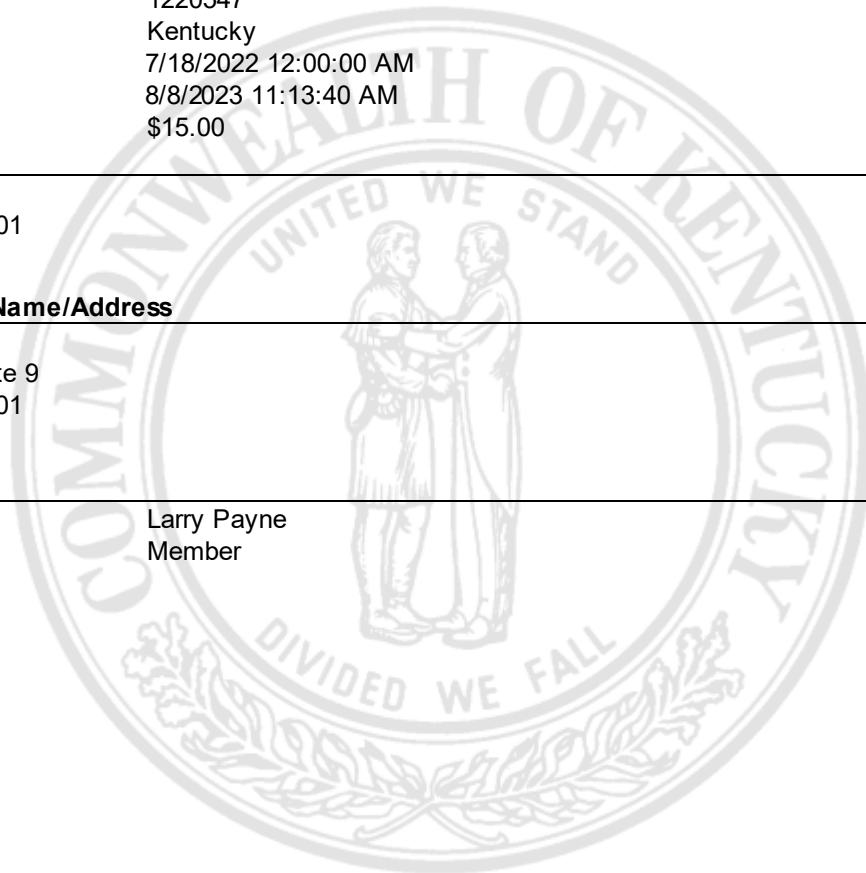 1220547
Kentucky
7/18/2022 12:00:00 AM
8/8/2023 11:13:40 AM
$15.00
01
Name/Address
te 9
01
Larry Payne
Member
COMMONWEALTH OF KENTUCKY
UNITED WE STAND
DIVIDED WE FALL